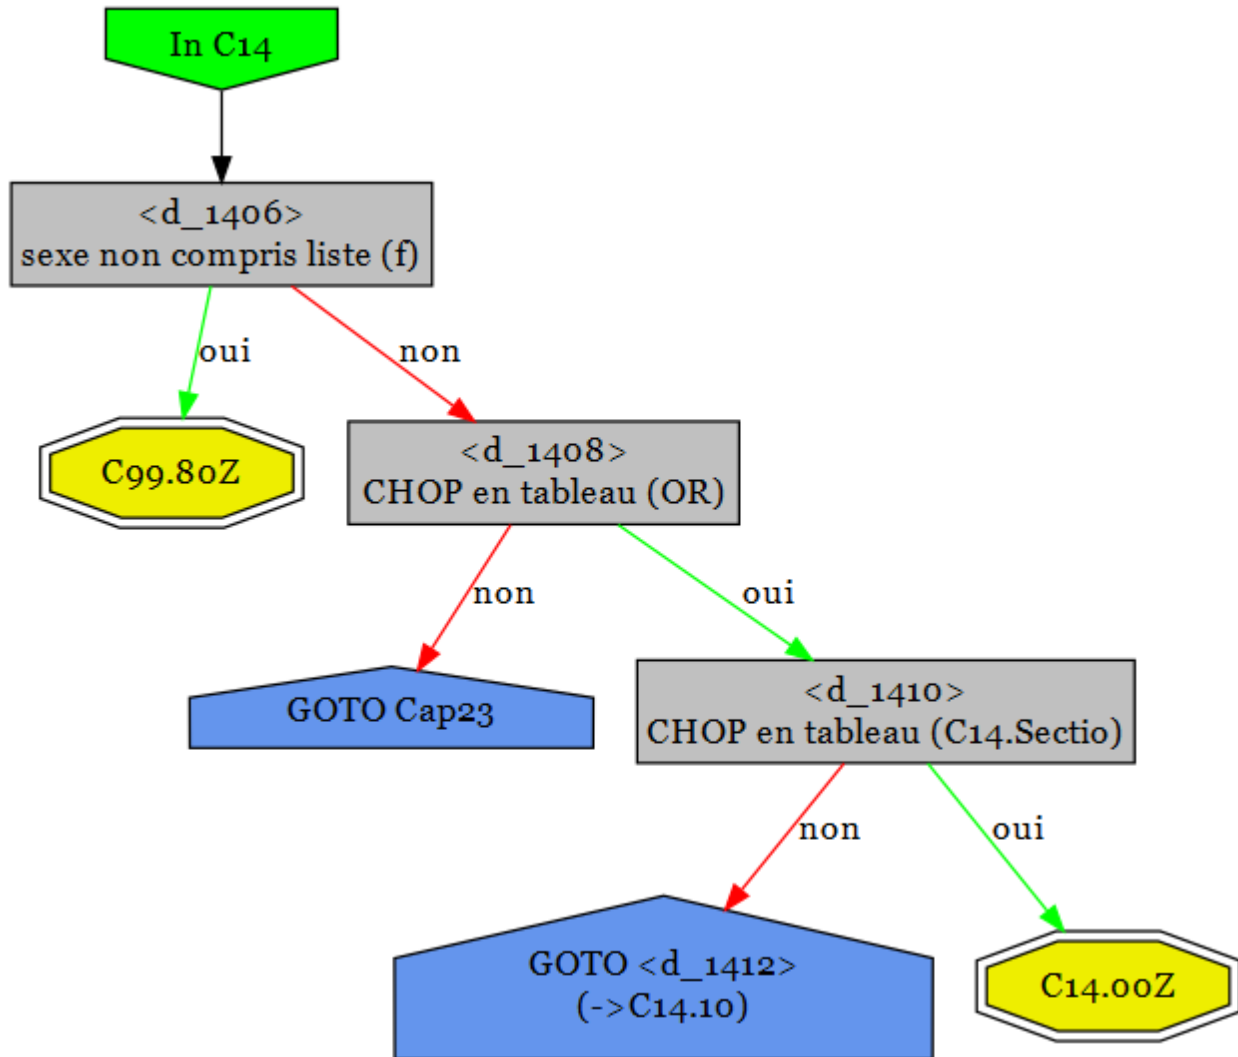 In C14
<d_1406>
sexe non compris liste (f)
oui
non
C99.80Z
<d_1408>
CHOP en tableau (OR)
non
oui
GOTO Cap23
<d_1410>
CHOP en tableau (C14.Sectio)
non
oui
GOTO <d_1412>
(->C14.10)
C14.00Z